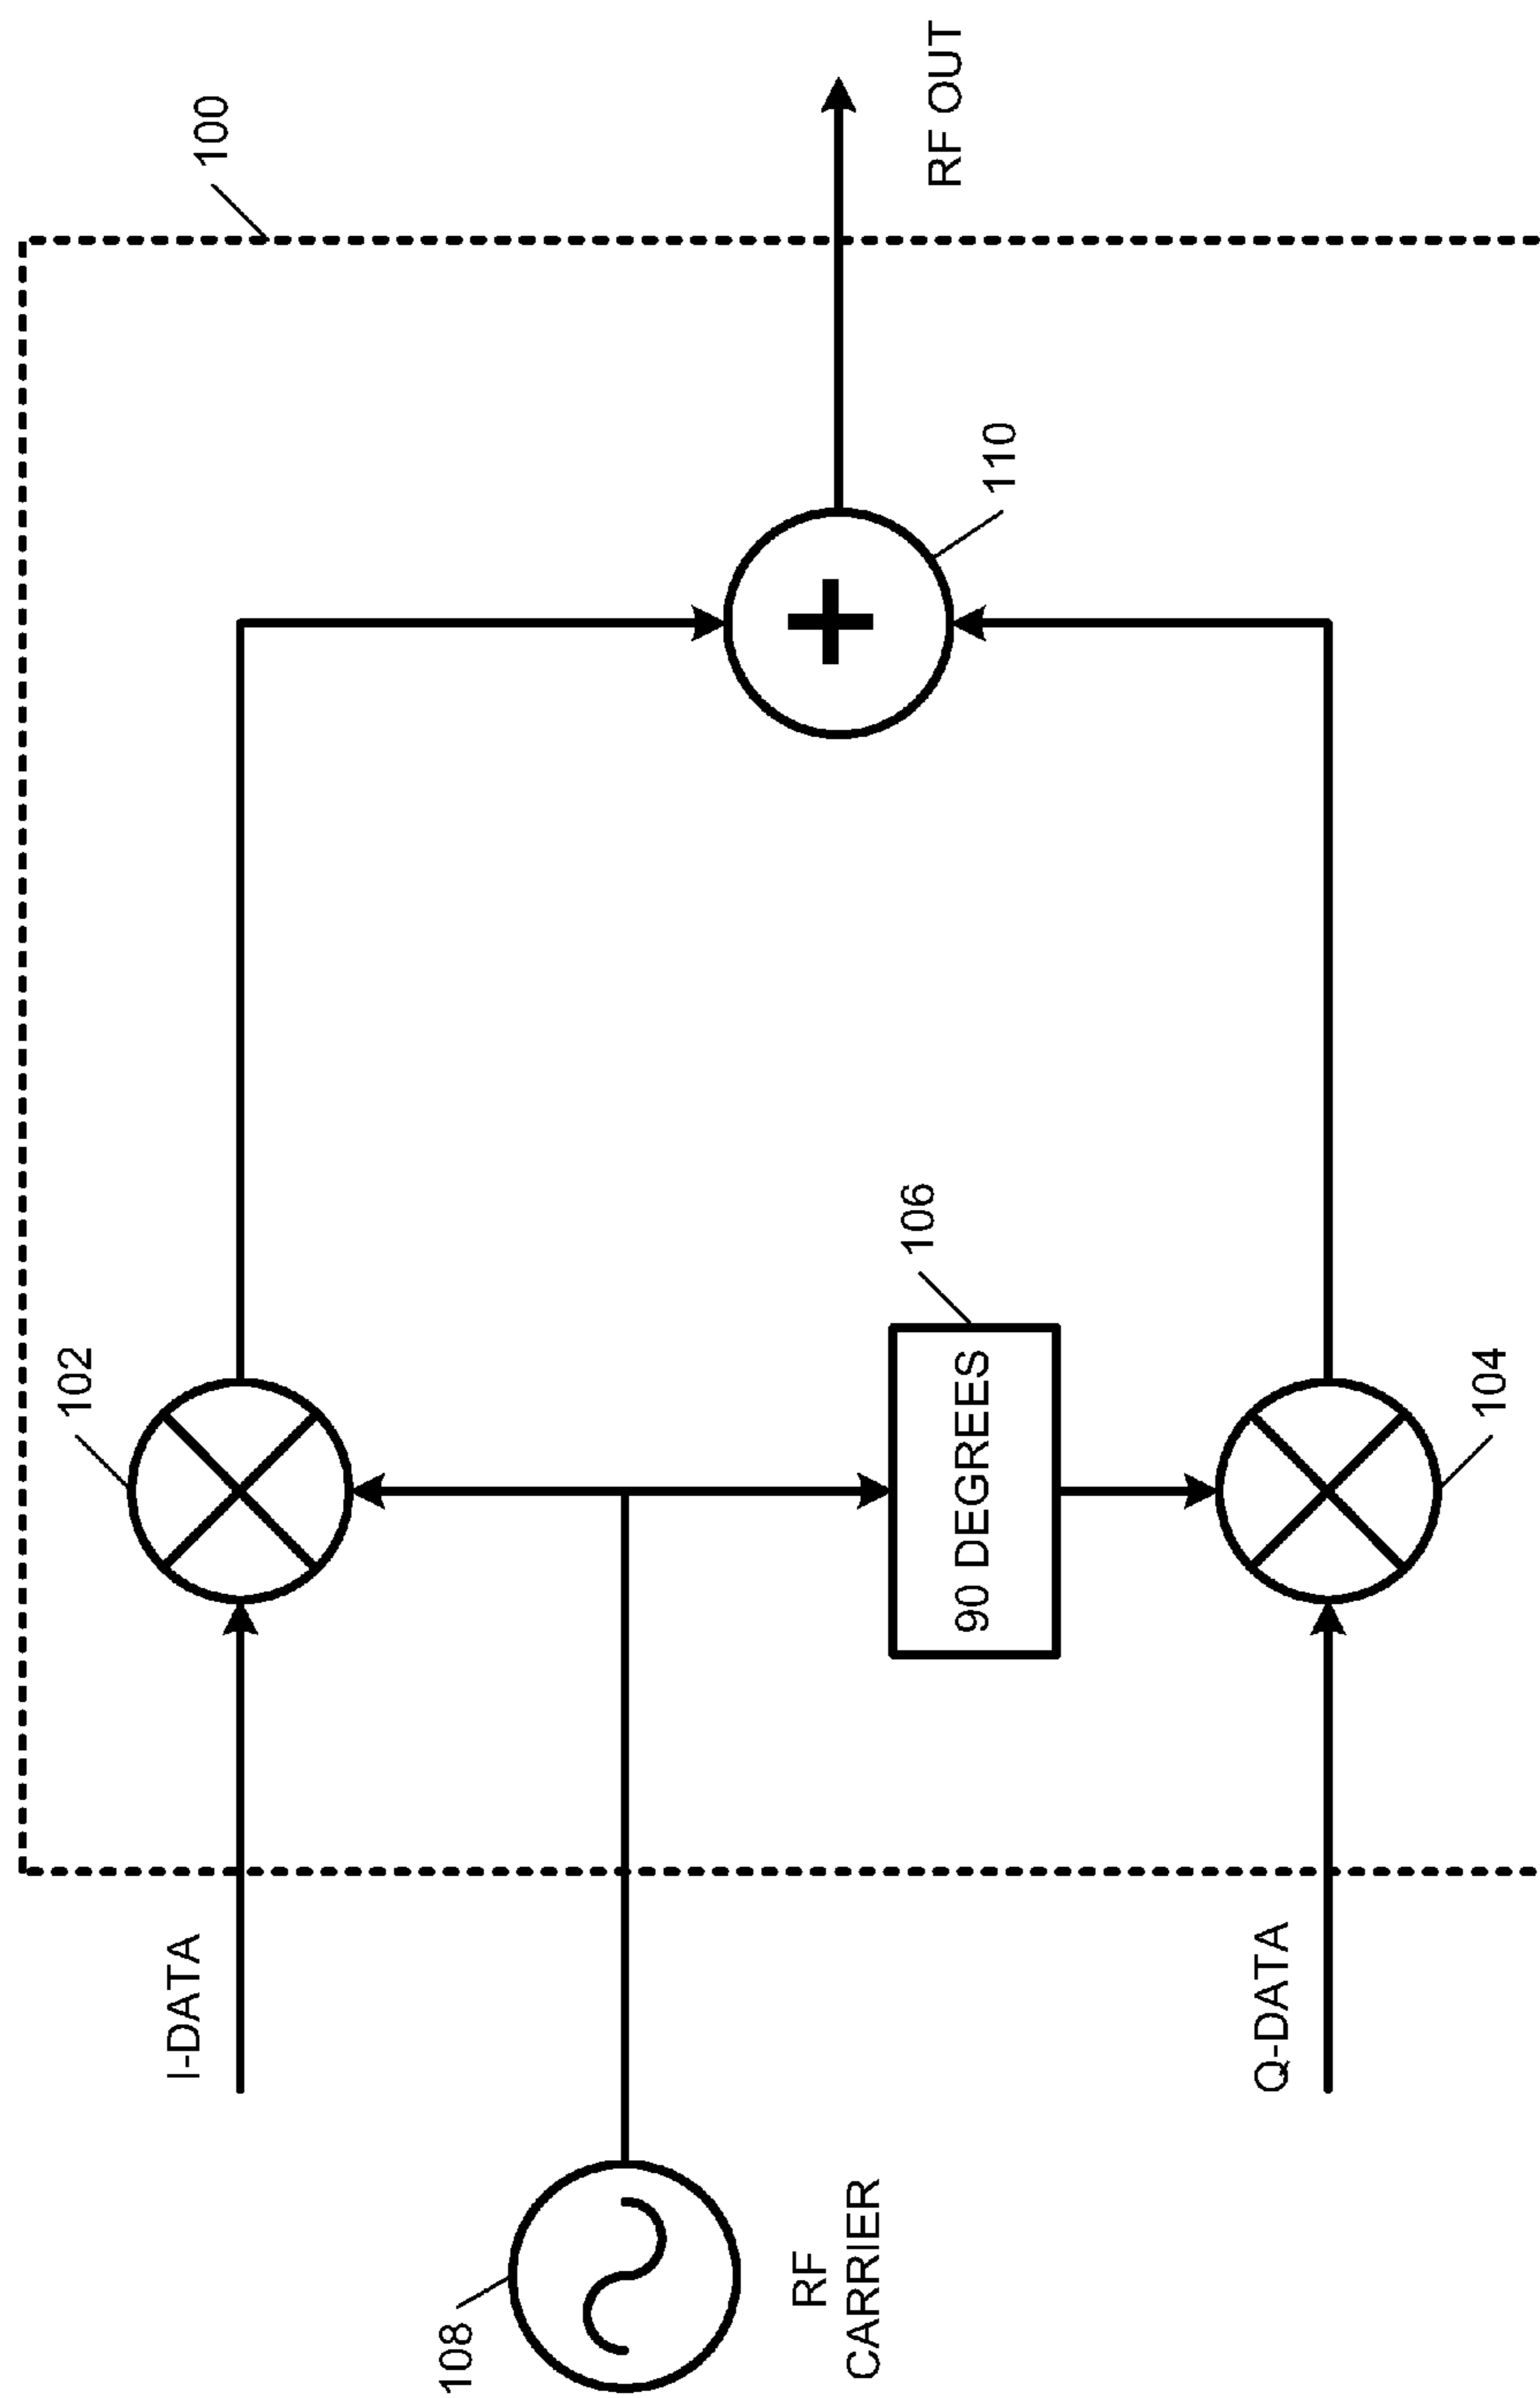 100
102
I-DATA
108
RF
CARRIER
106
90 DEGREES
+
110
RF OUT
Q-DATA
104